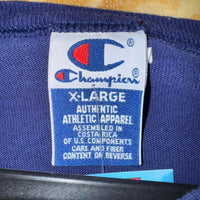 Champion
X-LARGE
AUTHENTIC
ATHLETIC APPAREL
ASSEMBLED IN
COSTA RICA
OF U.S. COMPONENTS
CARE AND FIBER
CONTENT ON REVERSE